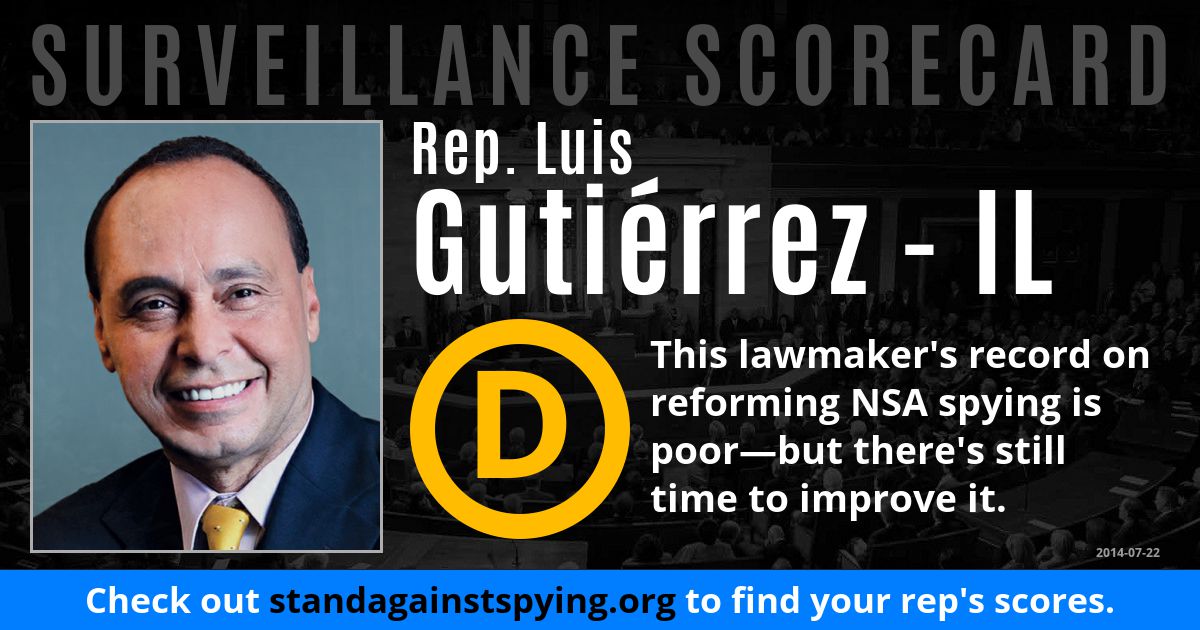 SURVEILLANCE SCORECARD
Rep. Luis
Gutiérrez - IL
D
This lawmaker's record on
reforming NSA spying is
poor—but there's still
time to improve it.
2014-07-22
Check out standagainstspying.org to find your rep's scores.